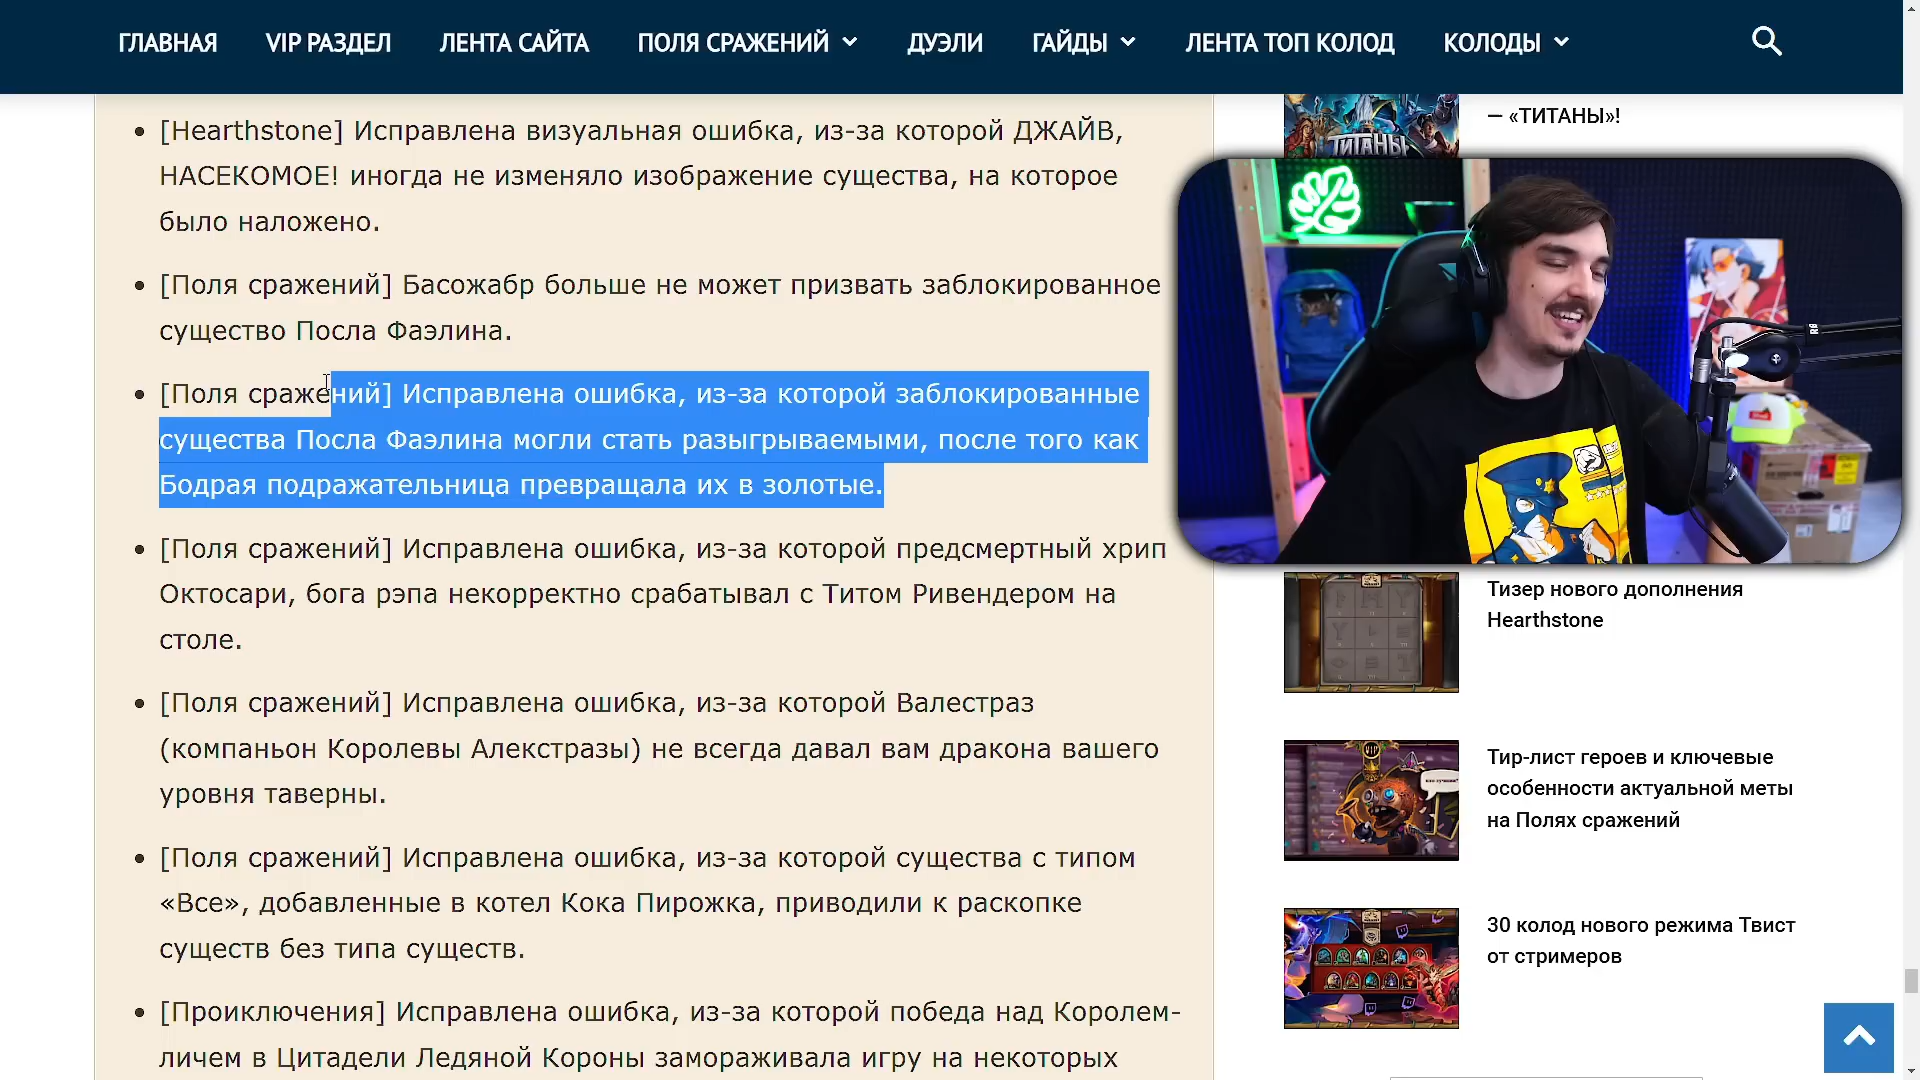 ГЛАВНАЯ VIP РАЗДЕЛ ЛЕНТА САЙТА ПОЛЯ СРАЖЕНИЙ ДУЭЛИ ГАЙДЫ ЛЕНТА ТОП КОЛОД КОЛОДЫ
[Hearthstone] Исправлена визуальная ошибка, из-за которой ДЖАЙВ,
НАСЕКОМОЕ! иногда не изменяло изображение существа, на которое
было наложено.
[Поля сражений] Басожабр больше не может призвать заблокированное
существо Посла Фаэлина.
[Поля сражений] Исправлена ошибка, из-за которой заблокированные
существа Посла Фаэлина могли стать разыгрываемыми, после того как
Бодрая подражательница превращала их в золотые.
[Поля сражений] Исправлена ошибка, из-за которой предсмертный хрип
Октосари, бога рэпа некорректно срабатывал с Титом Ривендером на
столе.
[Поля сражений] Исправлена ошибка, из-за которой Валестраз
(компаньон Королевы Алекстразы) не всегда давал вам дракона вашего
уровня таверны.
[Поля сражений] Исправлена ошибка, из-за которой существа с типом
«Все», добавленные в котел Кока Пирожка, приводили к раскопке
существ без типа существ.
[Проиключения] Исправлена ошибка, из-за которой победа над Королем-
личем в Цитадели Ледяной Короны замораживала игру на некоторых
ТИТАНЫ
— «ТИТАНЫ»!
Тизер нового дополнения
Hearthstone
VIP
Тир-лист героев и ключевые
особенности актуальной меты
на Полях сражений
30 колод нового режима Твист
от стримеров